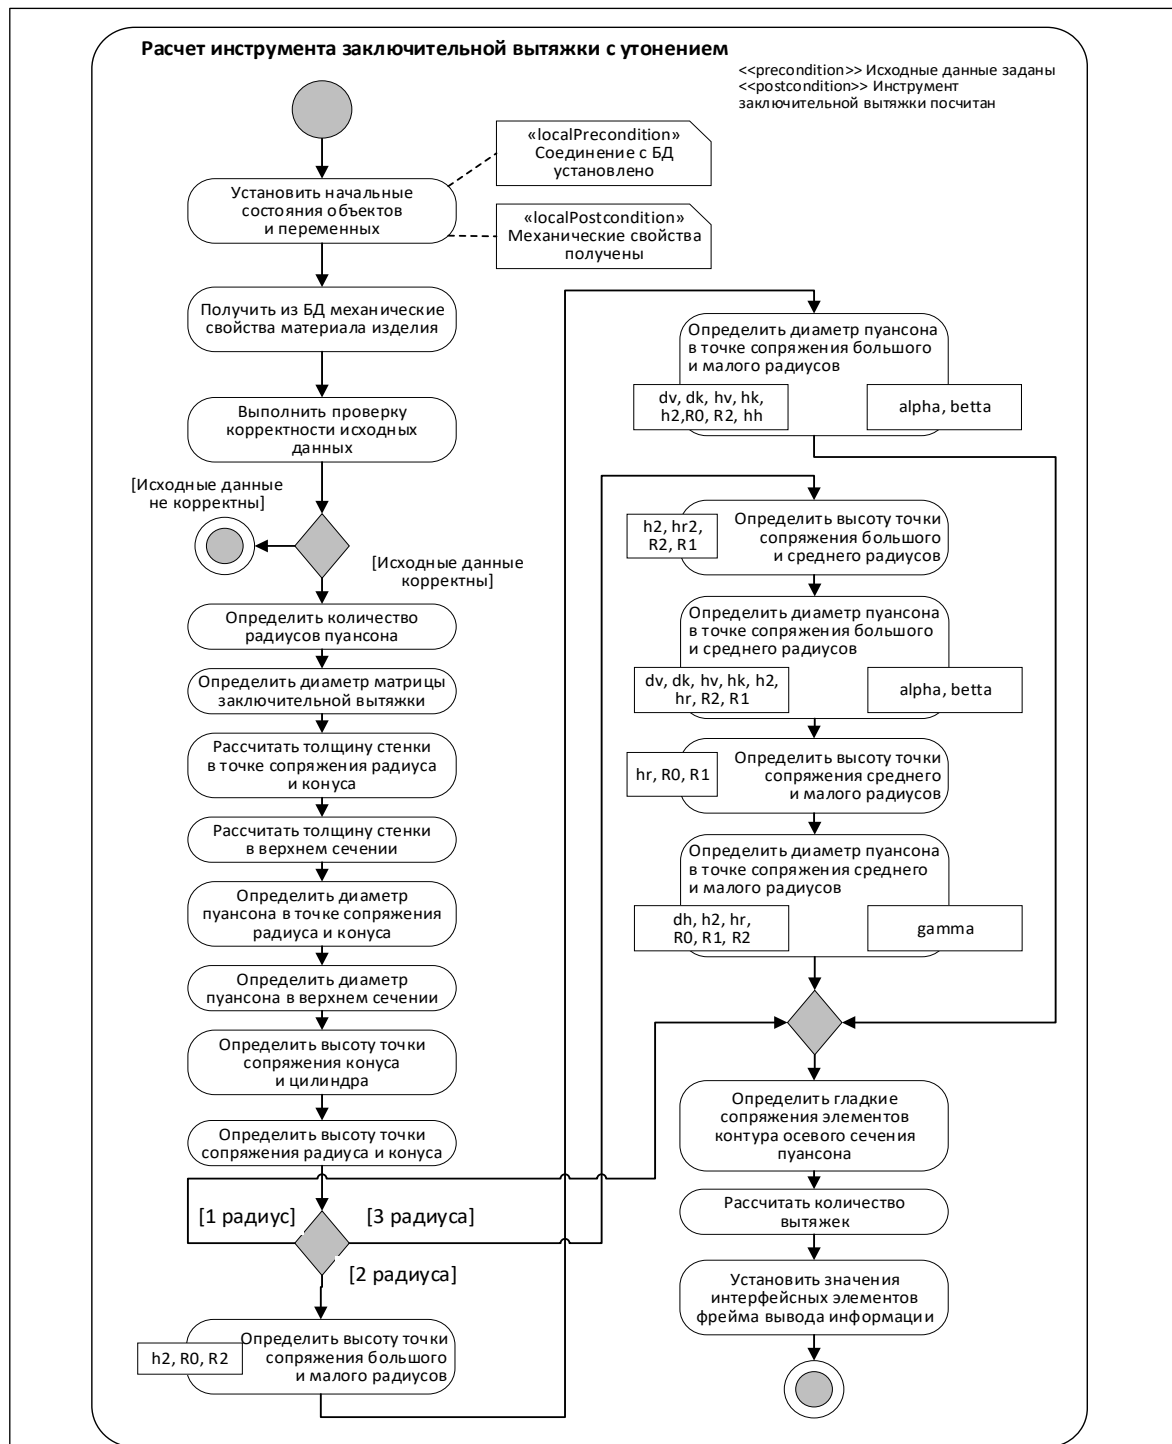 Расчет инструмента заключительной вытяжки с утонением
<<precondition>> Исходные данные заданы
<<postcondition>> Инструмент
заключительной вытяжки посчитан
«localPrecondition»
Соединение с БД
установлено
Установить начальные
состояния объектов
и переменных
«localPostcondition»
Механические свойства
получены
Получить из БД механические
свойства материала изделия
Выполнить проверку
корректности исходных
данных
[Исходные данные
не корректны]
[Исходные данные
корректны]
Определить количество
радиусов пуансона
Определить диаметр матрицы
заключительной вытяжки
Рассчитать толщину стенки
в точке сопряжения радиуса
и конуса
Рассчитать толщину стенки
в верхнем сечении
Определить диаметр
пуансона в точке сопряжения
радиуса и конуса
Определить диаметр
пуансона в верхнем сечении
Определить высоту точки
сопряжения конуса
и цилиндра
Определить высоту точки
сопряжения радиуса и конуса
[1 радиус]
[3 радиуса]
[2 радиуса]
Определить высоту точки
сопряжения большого
и малого радиусов
h2, R0, R2
Определить диаметр пуансона
в точке сопряжения большого
и малого радиусов
dv, dk, hv, hk,
h2,R0, R2, hh
alpha, betta
h2, hr2,
R2, R1
Определить высоту точки
сопряжения большого
и среднего радиусов
Определить диаметр пуансона
в точке сопряжения большого
и среднего радиусов
dv, dk, hv, hk, h2,
hr, R2, R1
alpha, betta
hr, R0, R1
Определить высоту точки
сопряжения среднего
и малого радиусов
Определить диаметр пуансона
в точке сопряжения среднего
и малого радиусов
dh, h2, hr,
R0, R1, R2
gamma
Определить гладкие
сопряжения элементов
контура осевого сечения
пуансона
Рассчитать количество
вытяжек
Установить значения
интерфейсных элементов
фрейма вывода информации